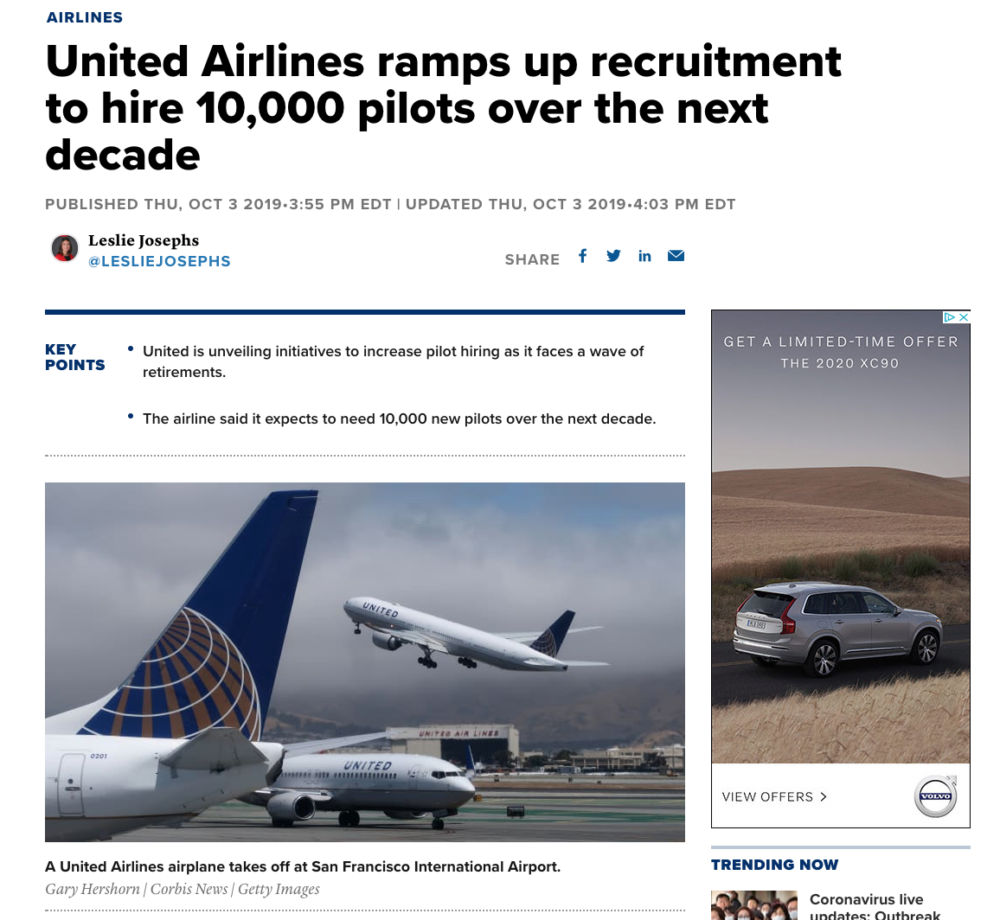 AIRLINES
United Airlines ramps up recruitment
to hire 10,000 pilots over the next
decade
PUBLISHED THU, OCT 3 2019•3:55 PM EDT | UPDATED THU, OCT 3 2019•4:03 PM EDT
Leslie Josephs
@LESLIEJOSEPHS
SHARE
KEY
POINTS
• United is unveiling initiatives to increase pilot hiring as it faces a wave of
retirements.
• The airline said it expects to need 10,000 new pilots over the next decade.
UNITED
UNITED AIR LINES
0201
UNITED
A United Airlines airplane takes off at San Francisco International Airport.
Gary Hershorn | Corbis News | Getty Images
GET A LIMITED-TIME OFFER
THE 2020 XC90
VIEW OFFERS >
VOLVO
TRENDING NOW
Coronavirus live
updates: Outbreak